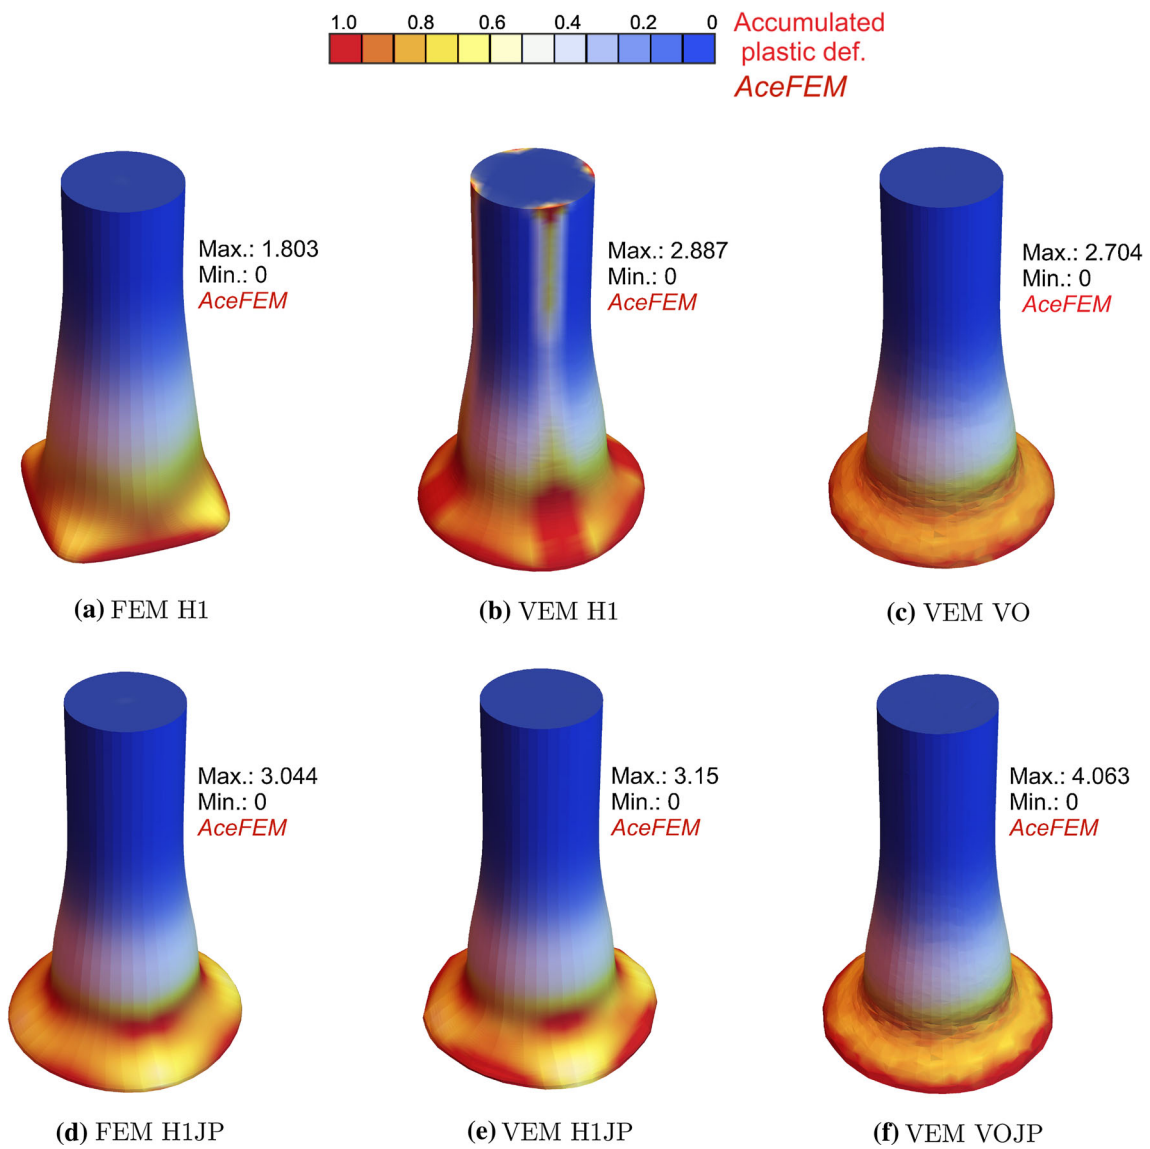 1.0 0.8 0.6 0.4 0.2 0
Accumulated
plastic def.
AceFEM
Max.: 1.803
Min.: 0
AceFEM
Max.: 2.887
Min.: 0
AceFEM
Max.: 2.704
Min.: 0
AceFEM
(a) FEM H1
(b) VEM H1
(c) VEM VO
Max.: 3.044
Min.: 0
AceFEM
Max.: 3.15
Min.: 0
AceFEM
Max.: 4.063
Min.: 0
AceFEM
(d) FEM H1JP
(e) VEM H1JP
(f) VEM VOJP